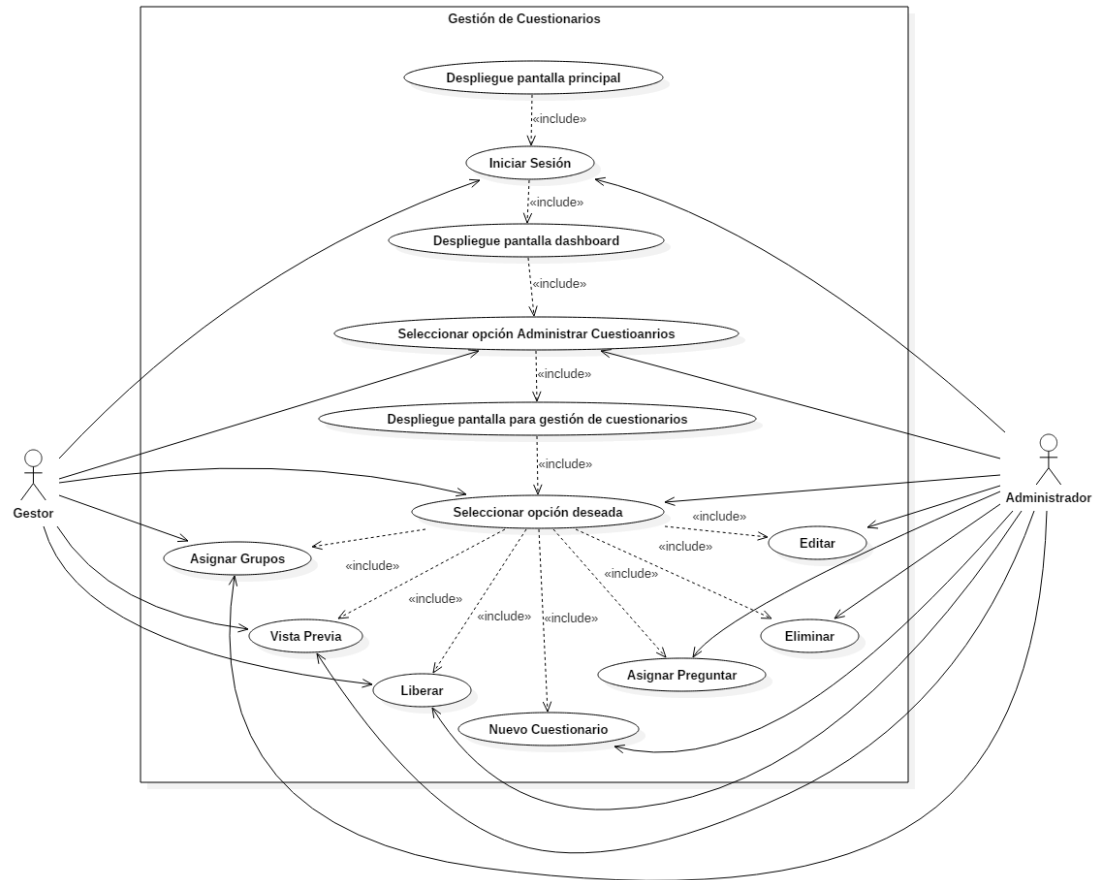 Gestión de Cuestionarios
Despliegue pantalla principal
«include»
Iniciar Sesión
«include»
Despliegue pantalla dashboard
«include»
Seleccionar opción Administrar Cuestioanrios
«include»
Despliegue pantalla para gestión de cuestionarios
«include»
Gestor
Administrador
Seleccionar opción deseada
«include»
Editar
«include»
Asignar Grupos
«include»
«include»
«include»
«include»
«include»
Vista Previa
Eliminar
Asignar Preguntar
Liberar
Nuevo Cuestionario